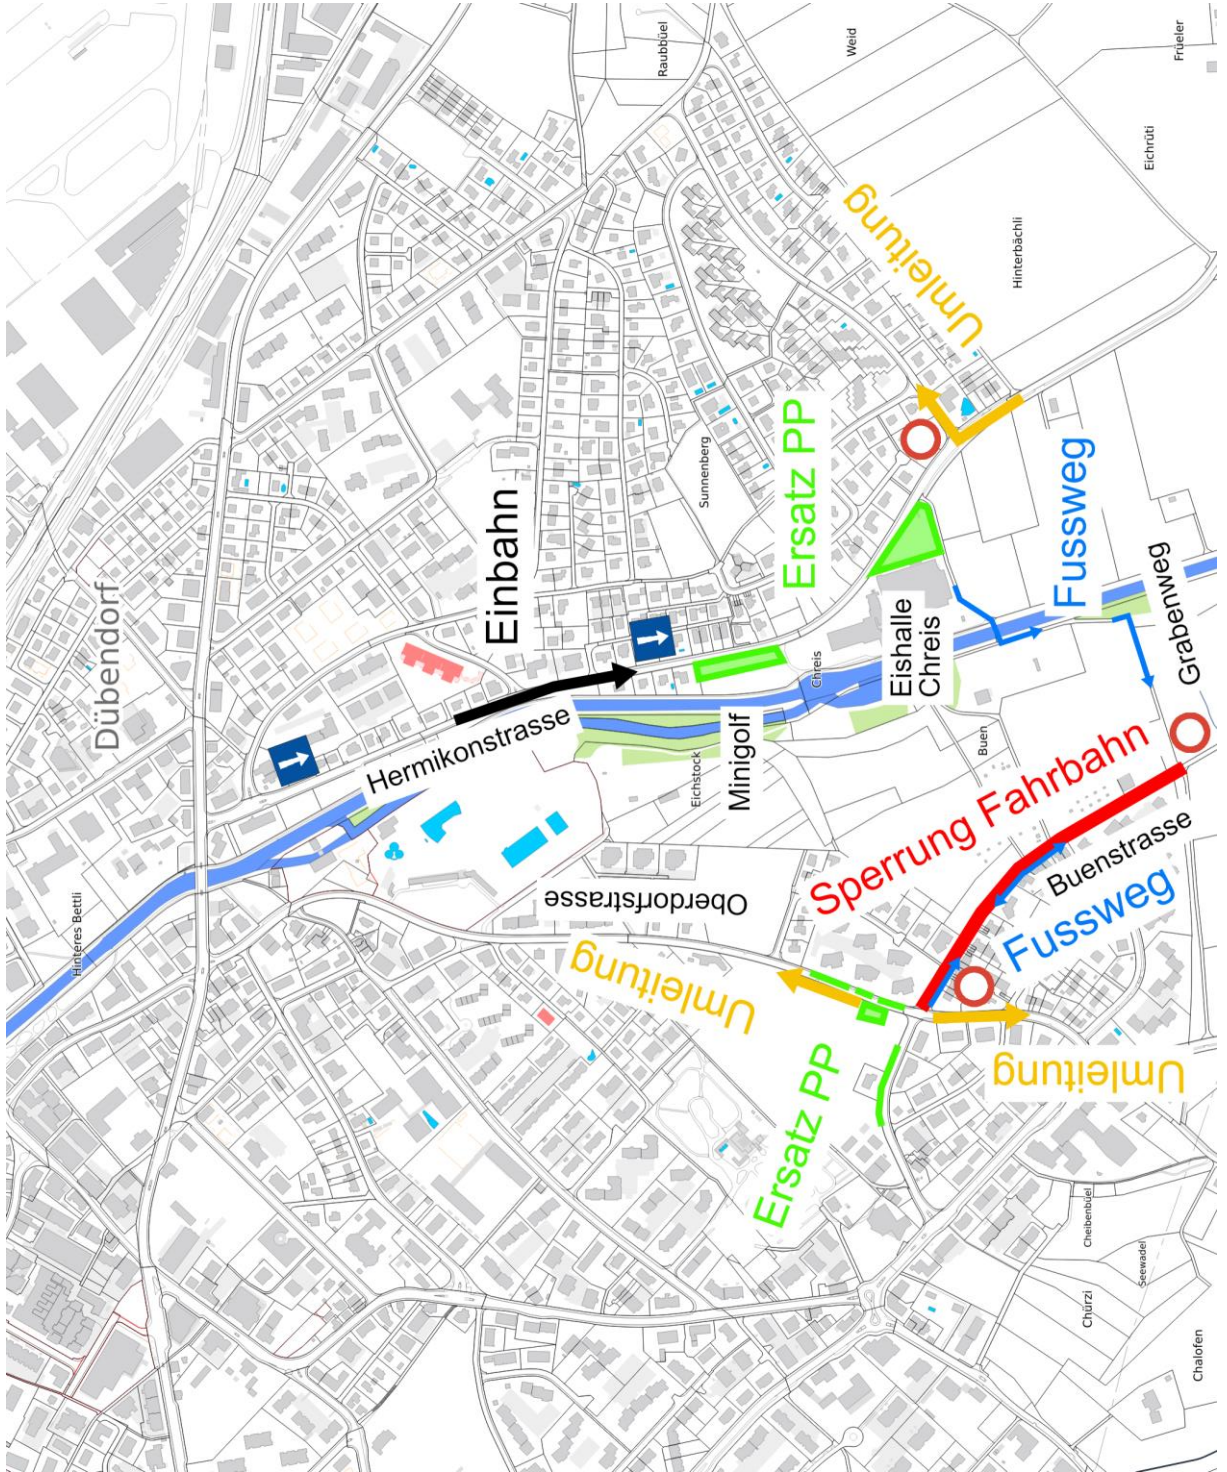 Raubbüel
Weid
Früeler
Eichrüti
Umleitung
Hinterbächli
Dübendorf
Einbahn
Sunnenberg
Ersatz PP
Fussweg
Grabenweg
Hermikonstrasse
Chreis
Eishalle
Chreis
Hinteres Bettli
Eichstock
Minigolf
Buen
Oberdorfstrasse
Sperrung Fahrbahn
Buenstrasse
Fussweg
Umleitung
Ersatz PP
Umleitung
Cheibenbüel
Seewadel
Chürzi
Chalofen